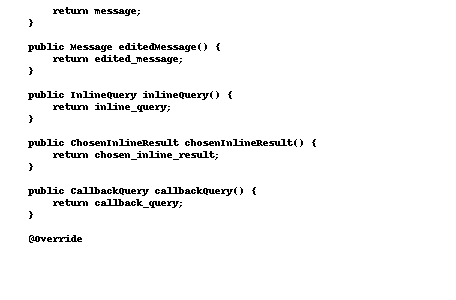 return message;
    }

    public Message editedMessage() {
        return edited_message;
    }

    public InlineQuery inlineQuery() {
        return inline_query;
    }

    public ChosenInlineResult chosenInlineResult() {
        return chosen_inline_result;
    }

    public CallbackQuery callbackQuery() {
        return callback_query;
    }

    @Override